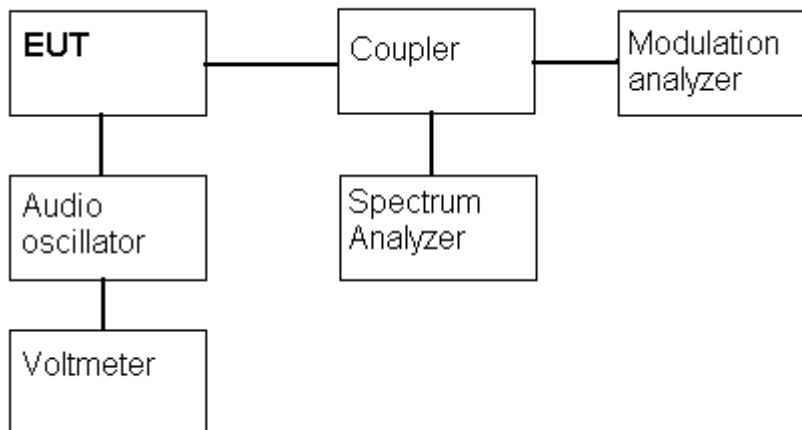 EUT
Coupler
Modulation
analyzer
Audio
oscillator
Spectrum
Analyzer
Voltmeter